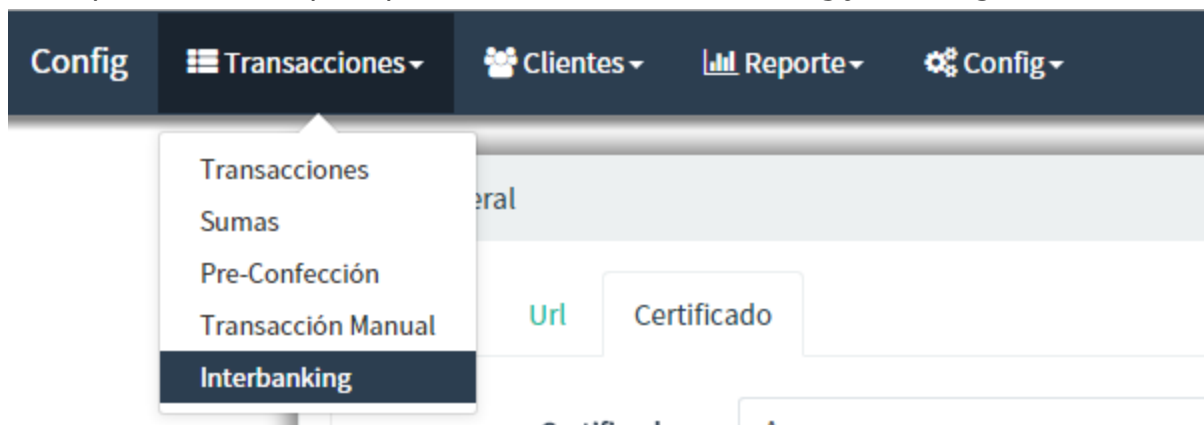 Config Transacciones Clientes Reporte Config
Transacciones
eral
Sumas
Pre-Confección
Url Certificado
Transacción Manual
Interbanking